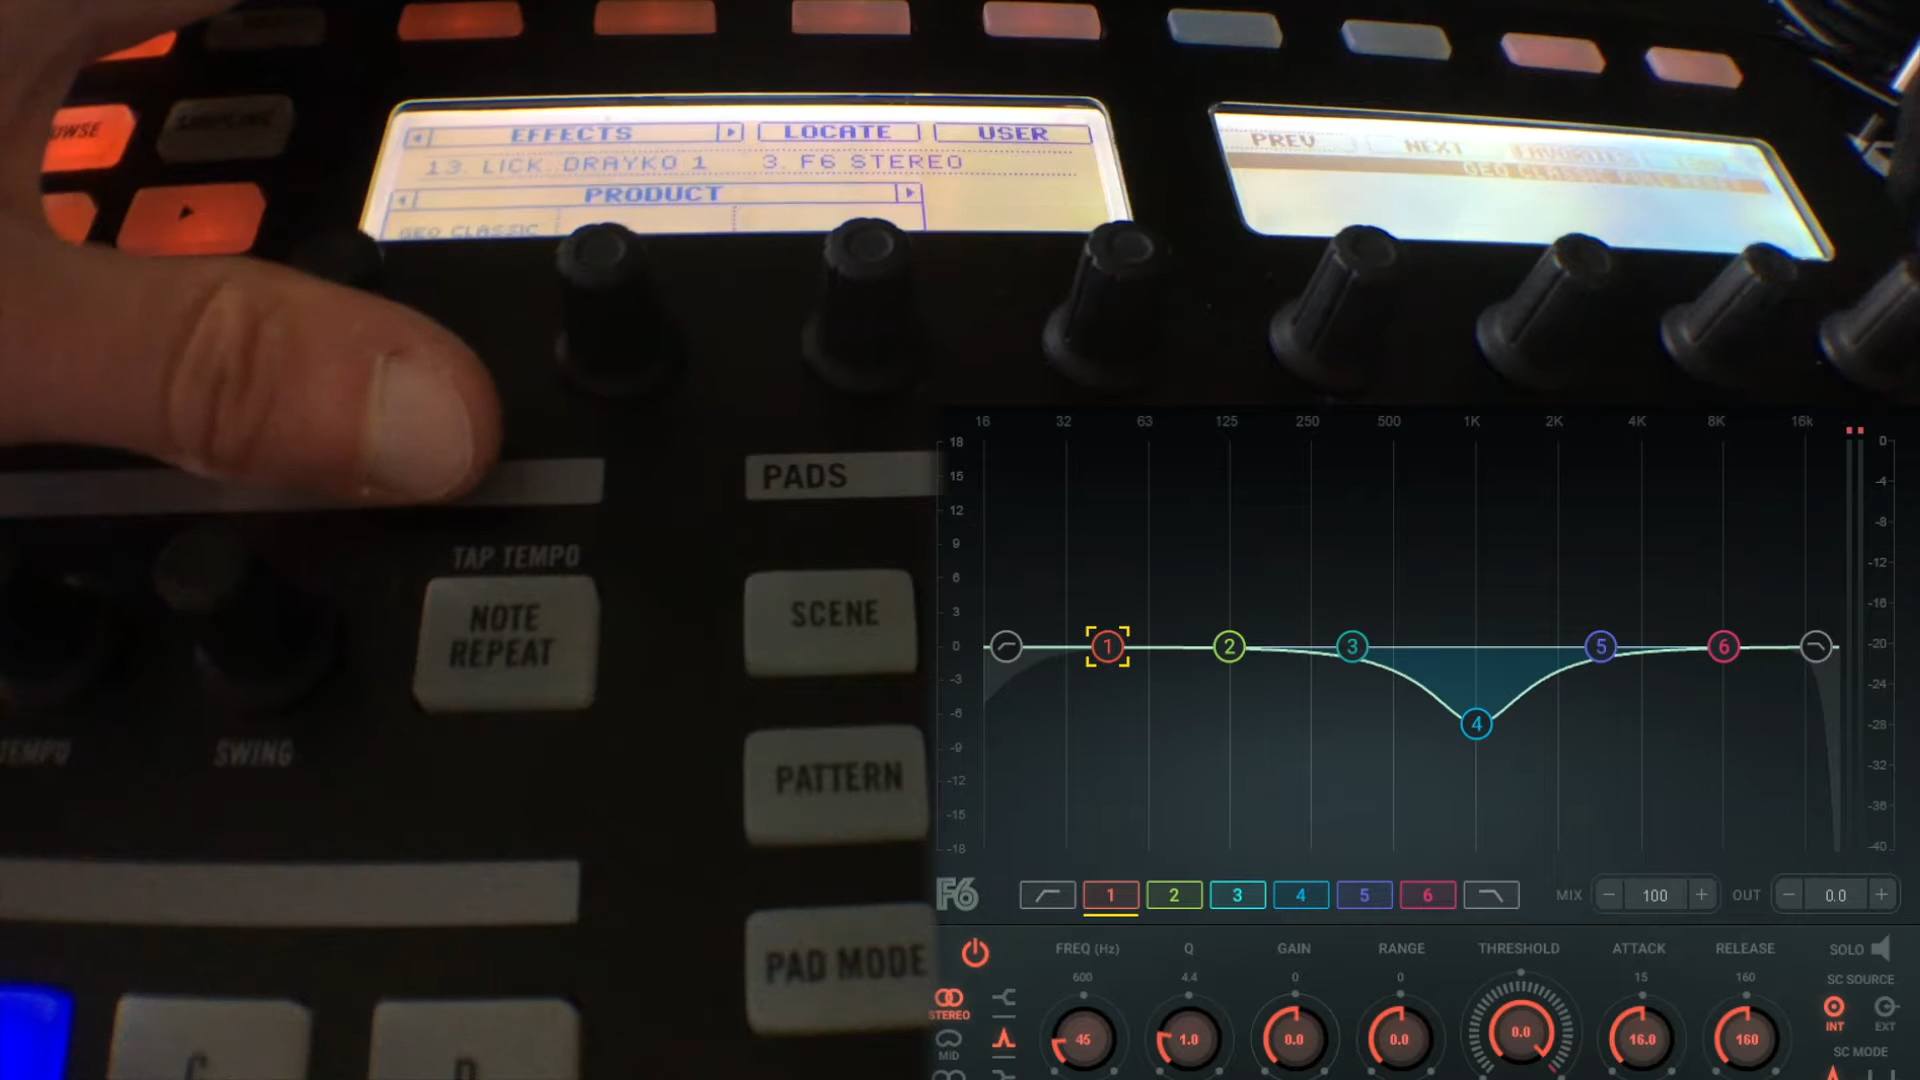 EFFECTS LOCATE USER
13. LICK.. DRAYKO 1 3. F6 STEREO
PRODUCT
GEO CLASSIC
PREV NEXT
TAP TEMPO
NOTE
REPEAT
SWING
TEMPO
PADS
SCENE
PATTERN
PAD MODE
C D
16 32 63 125 250 500 1K 2K 4K 8K 16k
18
15
12
9
6
3
0
-3
-6
-9
-12
-15
-18
0
-4
-8
-12
-16
-20
-24
-28
-32
-36
-40
1 2 3 4 5 6
F6 1 2 3 4 5 6 MIX − 100 + OUT − 0.0 +
FREQ (Hz) Q GAIN RANGE THRESHOLD ATTACK RELEASE SOLO
600 4.4 0 0 15 160
SC SOURCE
STEREO
INT EXT
45 1.0 0.0 0.0 0.0 16.0 160
MID
SC MODE